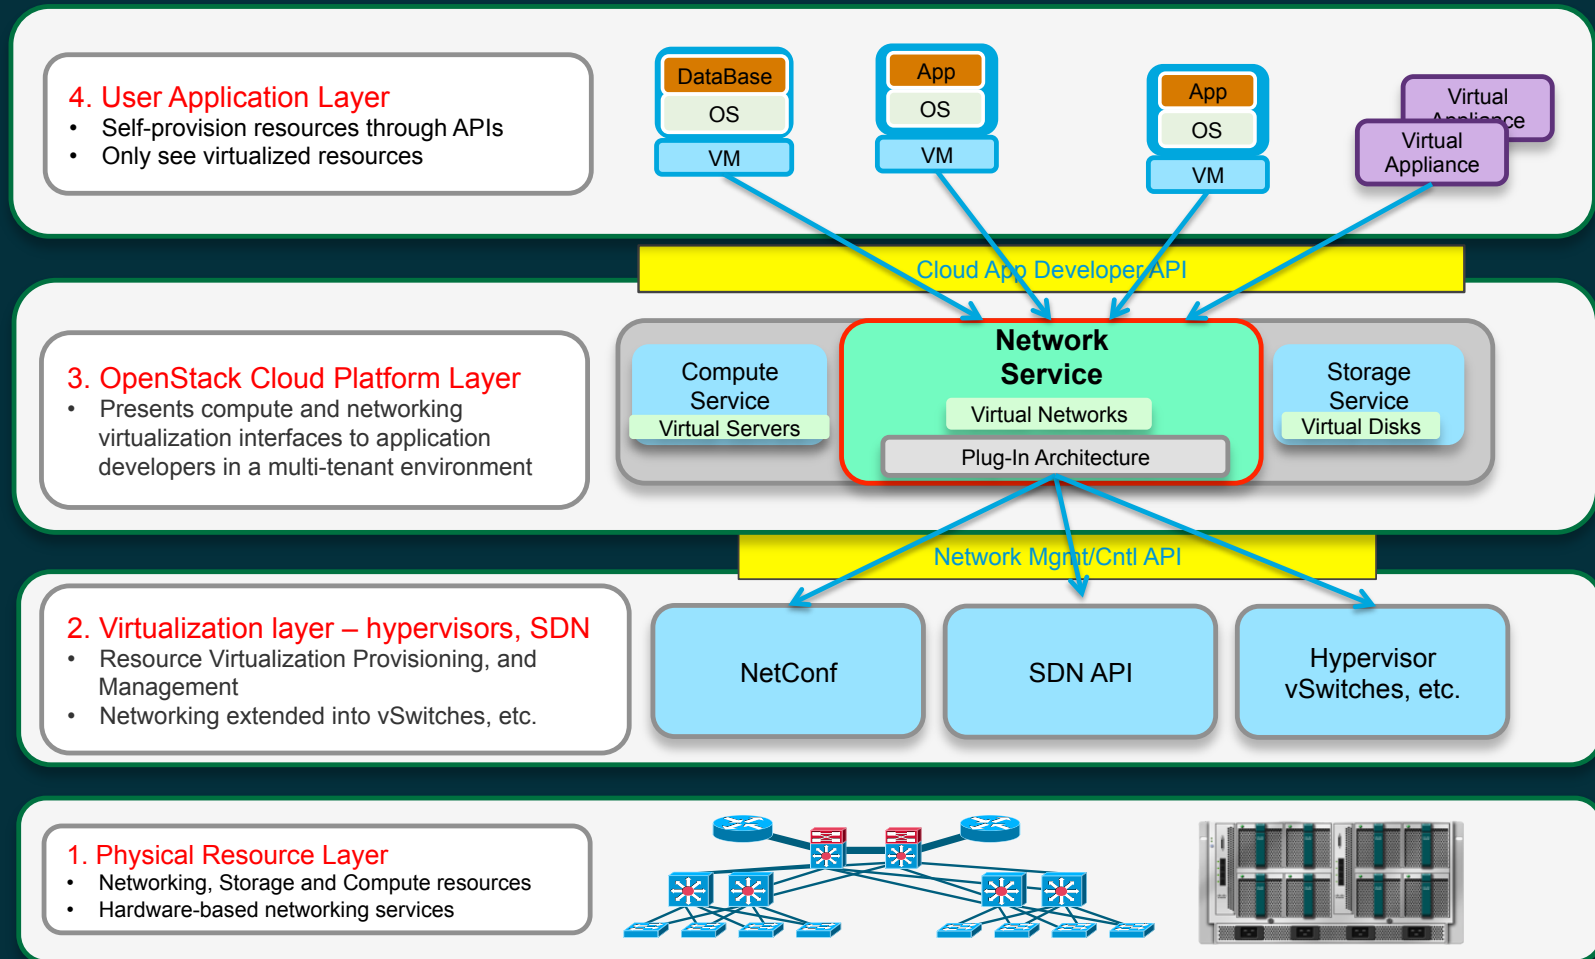 4. User Application Layer
• Self-provision resources through APIs
• Only see virtualized resources
DataBase
OS
VM
App
OS
VM
App
OS
VM
Virtual
Appliance
Virtual
Appliance
Cloud App Developer API
3. OpenStack Cloud Platform Layer
• Presents compute and networking
virtualization interfaces to application
developers in a multi-tenant environment
Compute
Service
Virtual Servers
Network
Service
Virtual Networks
Plug-In Architecture
Storage
Service
Virtual Disks
Network Mgmt/Cntl API
2. Virtualization layer – hypervisors, SDN
• Resource Virtualization Provisioning, and
Management
• Networking extended into vSwitches, etc.
NetConf
SDN API
Hypervisor
vSwitches, etc.
1. Physical Resource Layer
• Networking, Storage and Compute resources
• Hardware-based networking services